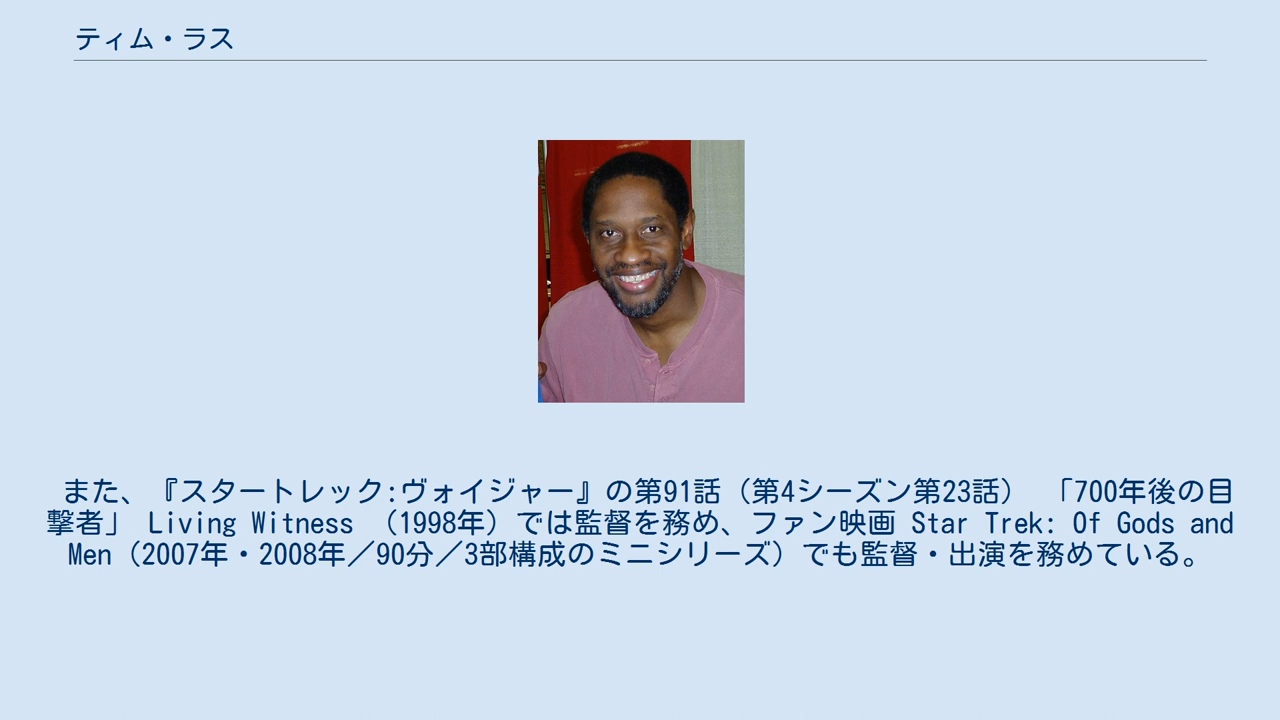 ティム・ラス
また、『スタートレック:ヴォイジャー』の第91話（第4シーズン第23話） 「700年後の目
撃者」 Living Witness （1998年）では監督を務め、ファン映画 Star Trek: Of Gods and
Men（2007年・2008年／90分／3部構成のミニシリーズ）でも監督・出演を務めている。